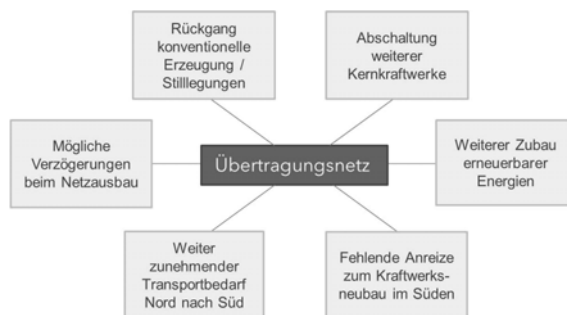 Rückgang
konventionelle
Erzeugung /
Stilllegungen
Abschaltung
weiterer
Kernkraftwerke
Mögliche
Verzögerungen
beim Netzausbau
Übertragungsnetz
Weiterer Zubau
erneuerbarer
Energien
Weiter
zunehmender
Transportbedarf
Nord nach Süd
Fehlende Anreize
zum Kraftwerks-
neubau im Süden